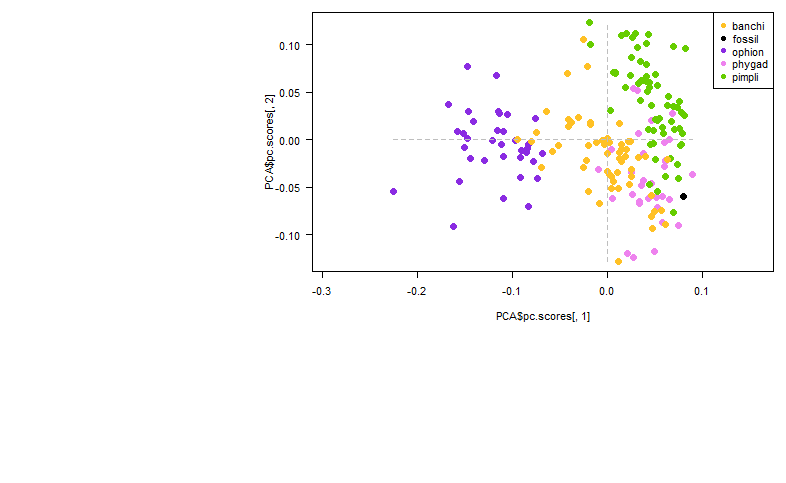 banchi
fossil
ophion
phygad
pimpli
0.10
0.05
0.00
-0.05
-0.10
PCA$pc.scores[, 2]
-0.3
-0.2
-0.1
0.0
0.1
PCA$pc.scores[, 1]